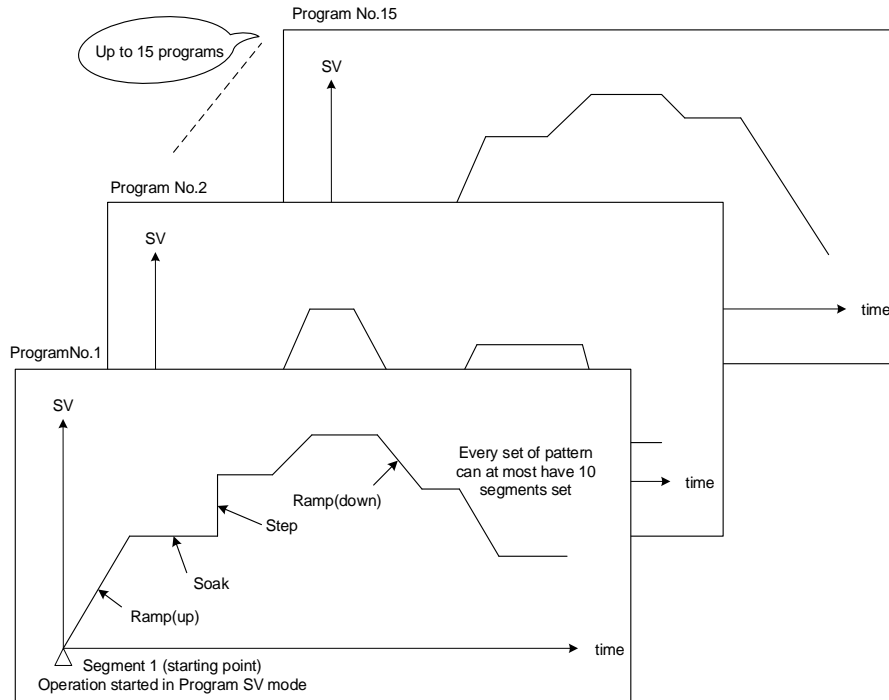 Program No.15
Up to 15 programs
SV
Program No.2
SV
time
ProgramNo.1
SV
Every set of pattern
can at most have 10
segments set
time
Ramp(down)
Step
Soak
Ramp(up)
time
Segment 1 (starting point)
Operation started in Program SV mode